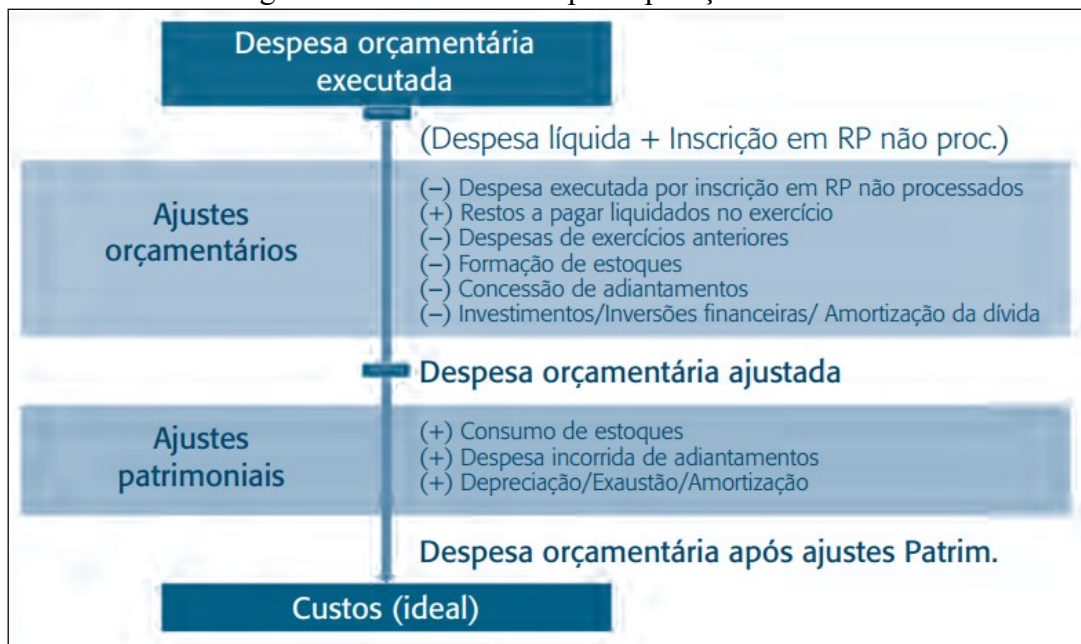 Despesa orçamentária
executada
(Despesa líquida + Inscrição em RP não proc.)
Ajustes
orçamentários
(−) Despesa executada por inscrição em RP não processados
(+) Restos a pagar liquidados no exercício
(−) Despesas de exercícios anteriores
(−) Formação de estoques
(−) Concessão de adiantamentos
(−) Investimentos/Inversões financeiras/ Amortização da dívida
Despesa orçamentária ajustada
Ajustes
patrimoniais
(+) Consumo de estoques
(+) Despesa incorrida de adiantamentos
(+) Depreciação/Exaustão/Amortização
Despesa orçamentária após ajustes Patrim.
Custos (ideal)